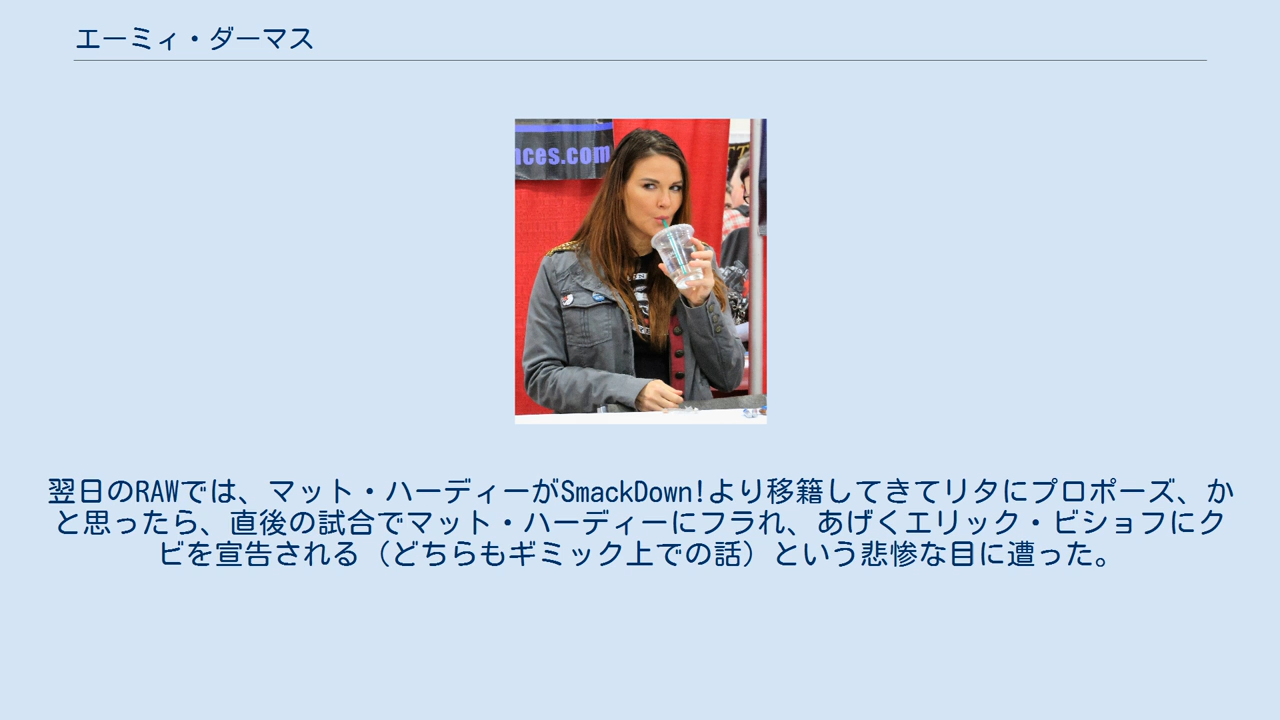 エーミィ・ダーマス
nces.com
翌日のRAWでは、マット・ハーディーがSmackDown!より移籍してきてリタにプロポーズ、か
と思ったら、直後の試合でマット・ハーディーにフラれ、あげくエリック・ビショフにク
ビを宣告される（どちらもギミック上での話）という悲惨な目に遭った。